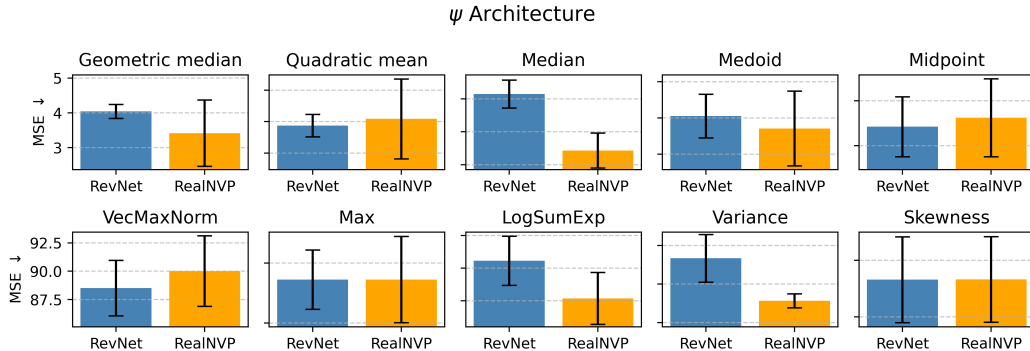 ψ Architecture
Geometric median
Quadratic mean
Median
Medoid
Midpoint
MSE ↓
5
4
3
RevNet RealNVP
RevNet RealNVP
RevNet RealNVP
RevNet RealNVP
RevNet RealNVP
VecMaxNorm
Max
LogSumExp
Variance
Skewness
MSE ↓
92.5
90.0
87.5
RevNet RealNVP
RevNet RealNVP
RevNet RealNVP
RevNet RealNVP
RevNet RealNVP